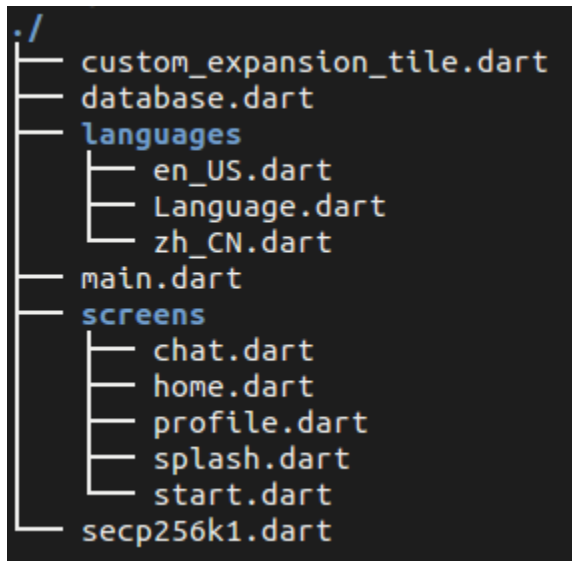 ./
custom_expansion_tile.dart
database.dart
languages
en_US.dart
Language.dart
zh_CN.dart
main.dart
screens
chat.dart
home.dart
profile.dart
splash.dart
start.dart
secp256k1.dart